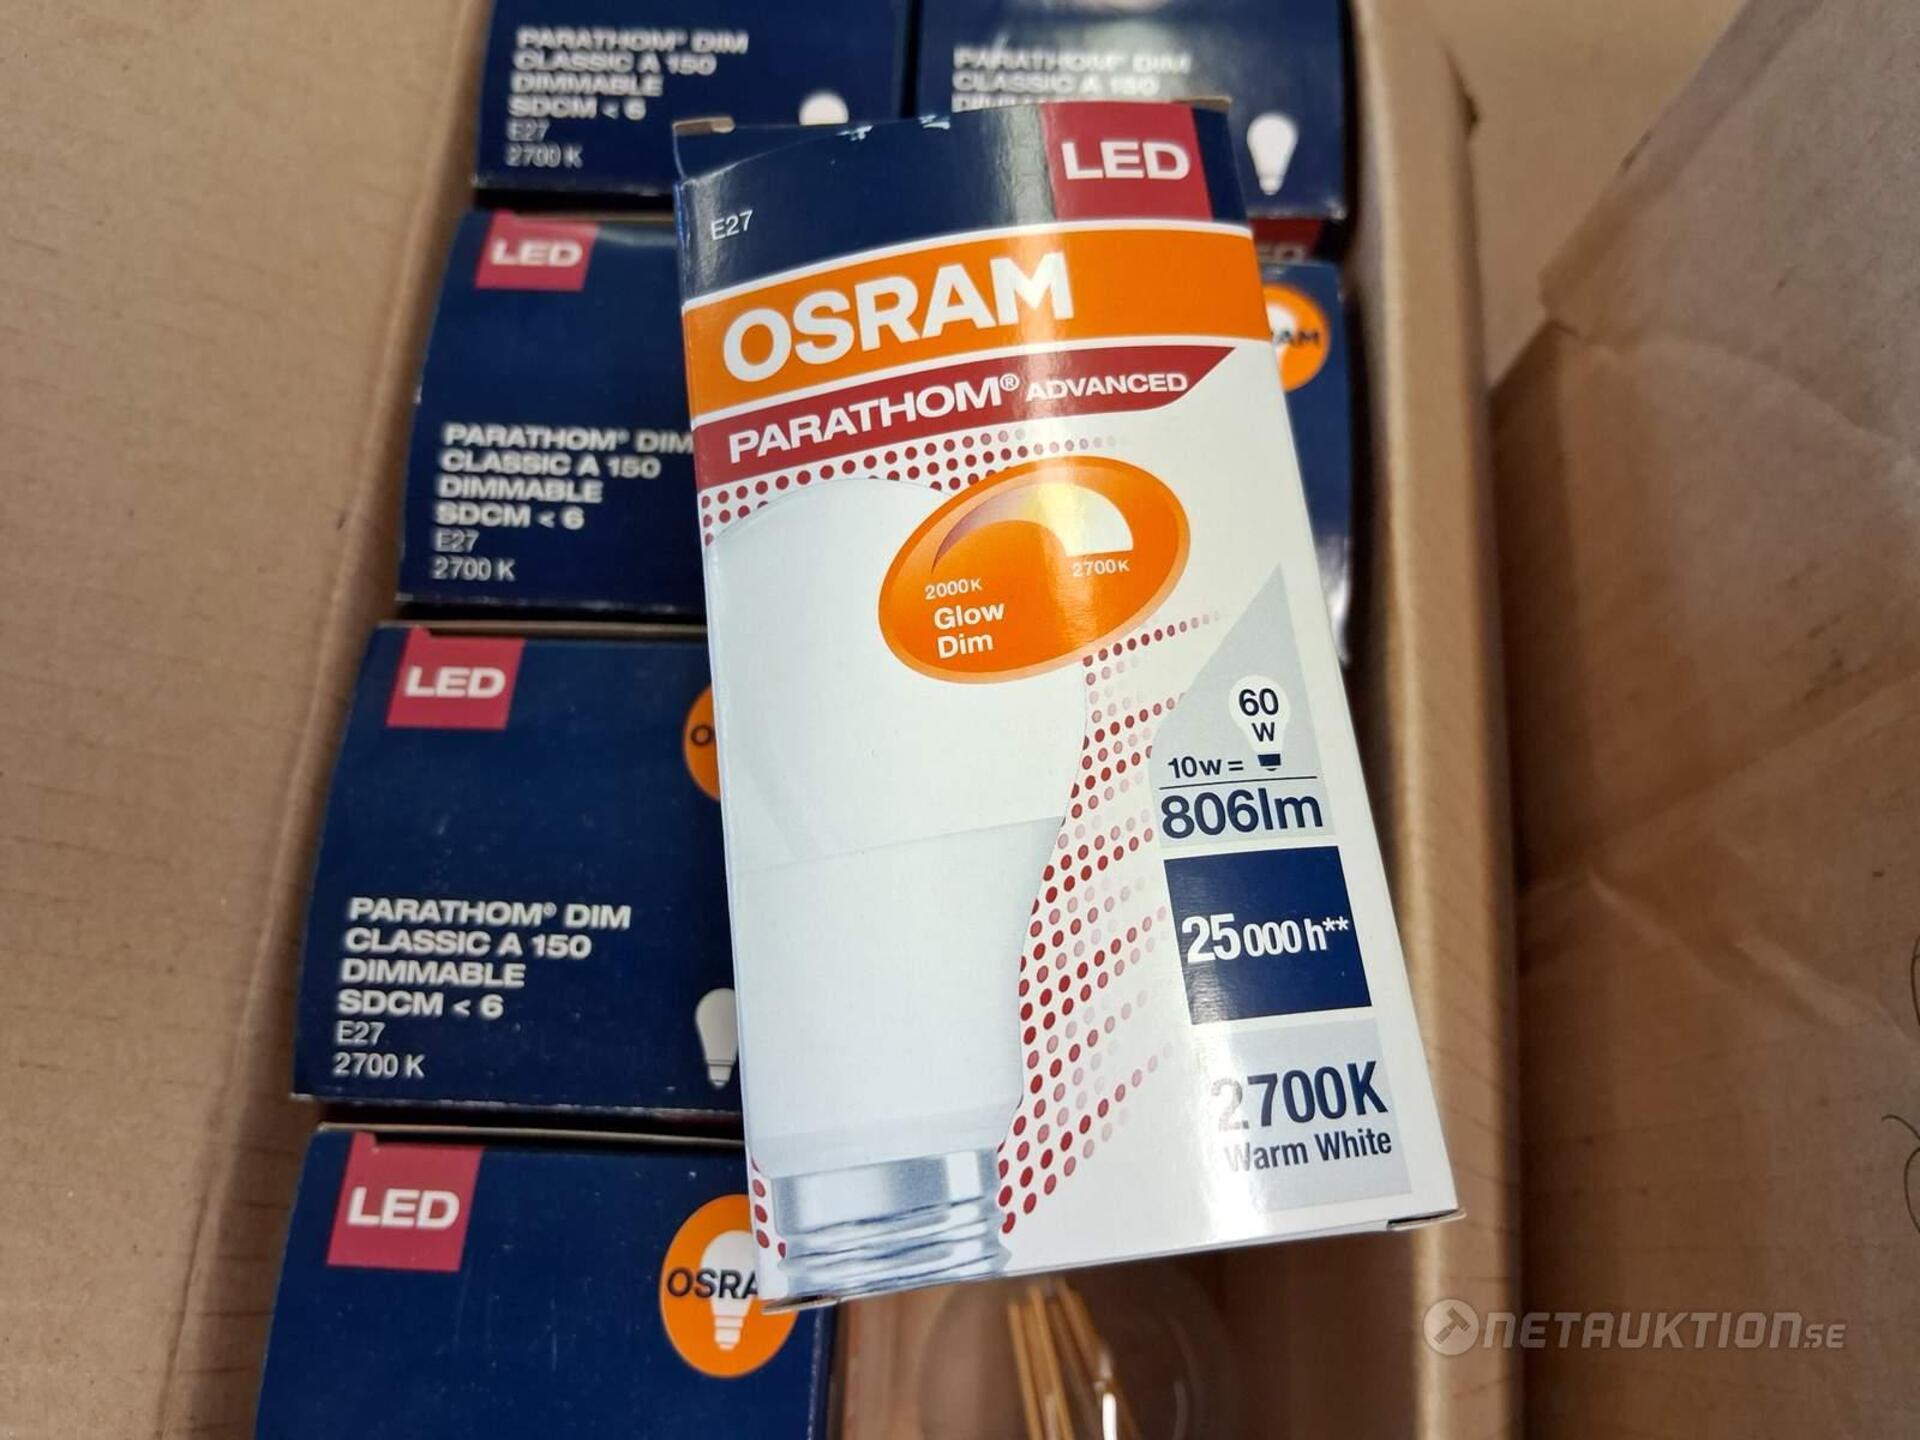 PARATHOM® DIM
CLASSIC A 150
DIMMABLE
SDCM < 6
E27
2700 K
PARATHOM® DIM
CLASSIC A 150
LED
E27
OSRAM
PARATHOM® ADVANCED
2000K
2700K
Glow
Dim
60
W
10W=
806lm
25000h**
2700K
Warm White
LED
PARATHOM® DIM
CLASSIC A 150
DIMMABLE
SDCM < 6
E27
2700 K
LED
PARATHOM® DIM
CLASSIC A 150
DIMMABLE
SDCM < 6
E27
2700 K
LED
NETAUKTION.SE